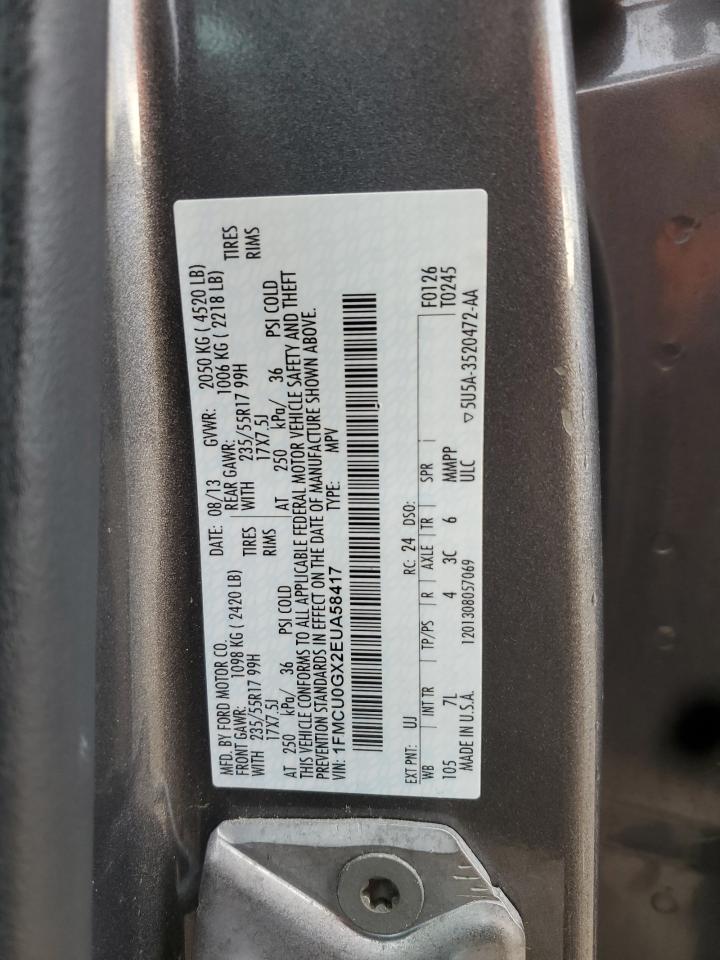 MFD. BY FORD MOTOR CO.
DATE: 08/13 GVWR: 2050 KG ( 4520 LB)
FRONT GAWR: 1098 KG ( 2420 LB)
REAR GAWR: 1006 KG ( 2218 LB)
WITH 235/55R17 99H TIRES
17X7.5J RIMS
WITH 235/55R17 99H TIRES
17X7.5J RIMS
AT 250 kPa/ 36 PSI COLD
AT 250 kPa/ 36 PSI COLD
THIS VEHICLE CONFORMS TO ALL APPLICABLE FEDERAL MOTOR VEHICLE SAFETY AND THEFT
PREVENTION STANDARDS IN EFFECT ON THE DATE OF MANUFACTURE SHOWN ABOVE.
VIN: 1FMCU0GX2EUA58417 TYPE: MPV
EXT PNT: UJ RC: 24 DSO: F0126
WB INT TR TP/PS R AXLE TR SPR T0245
105 7L 4 3C 6 MMPP
MADE IN U.S.A. 1201308057069 ULC ▽5U5A-3520472-AA